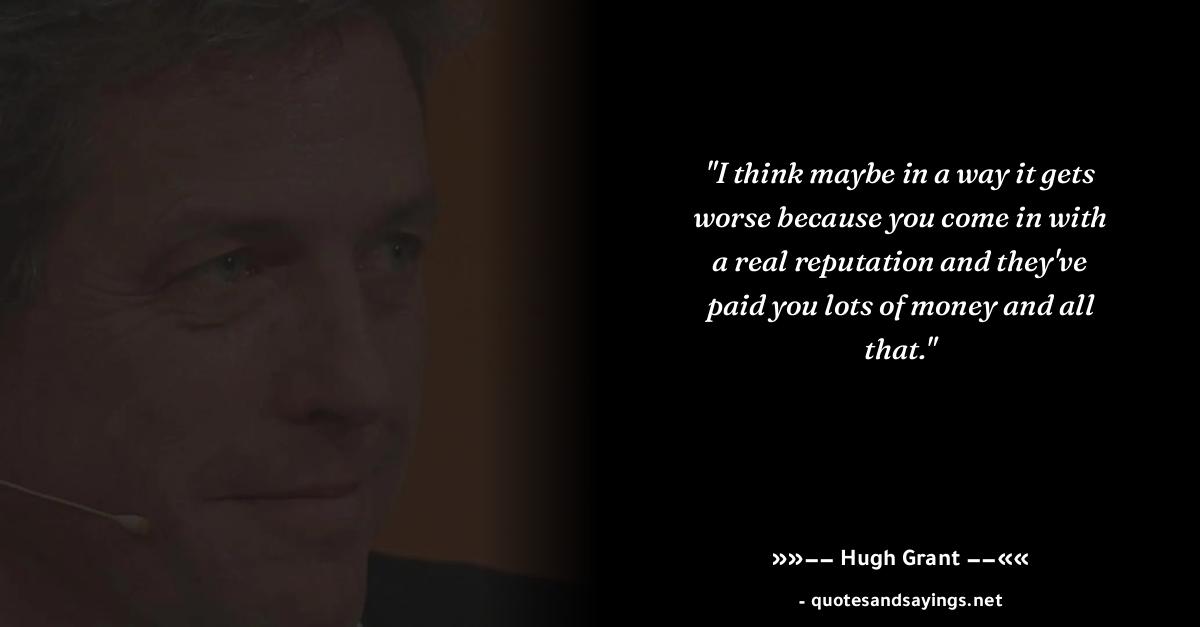 "I think maybe in a way it gets
worse because you come in with
a real reputation and they've
paid you lots of money and all
that."
»»−− Hugh Grant −−««
- quotesandsayings.net